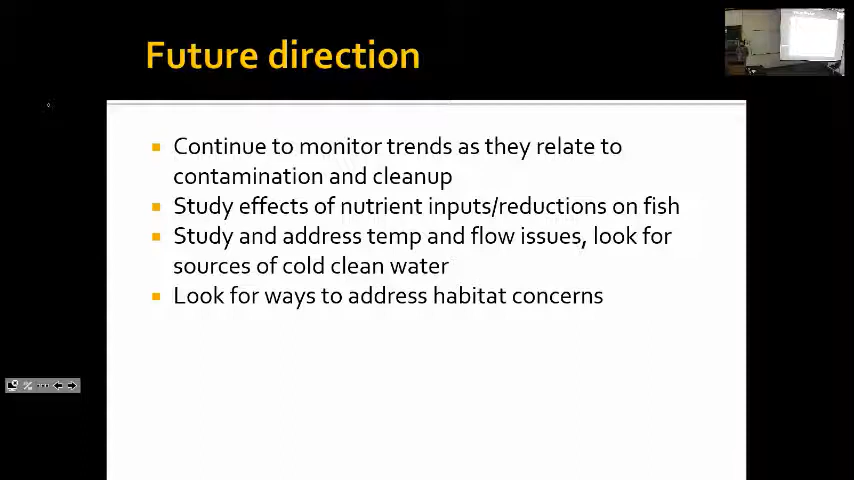 Future direction
Continue to monitor trends as they relate to
contamination and cleanup
Study effects of nutrient inputs/reductions on fish
Study and address temp and flow issues, look for
sources of cold clean water
Look for ways to address habitat concerns